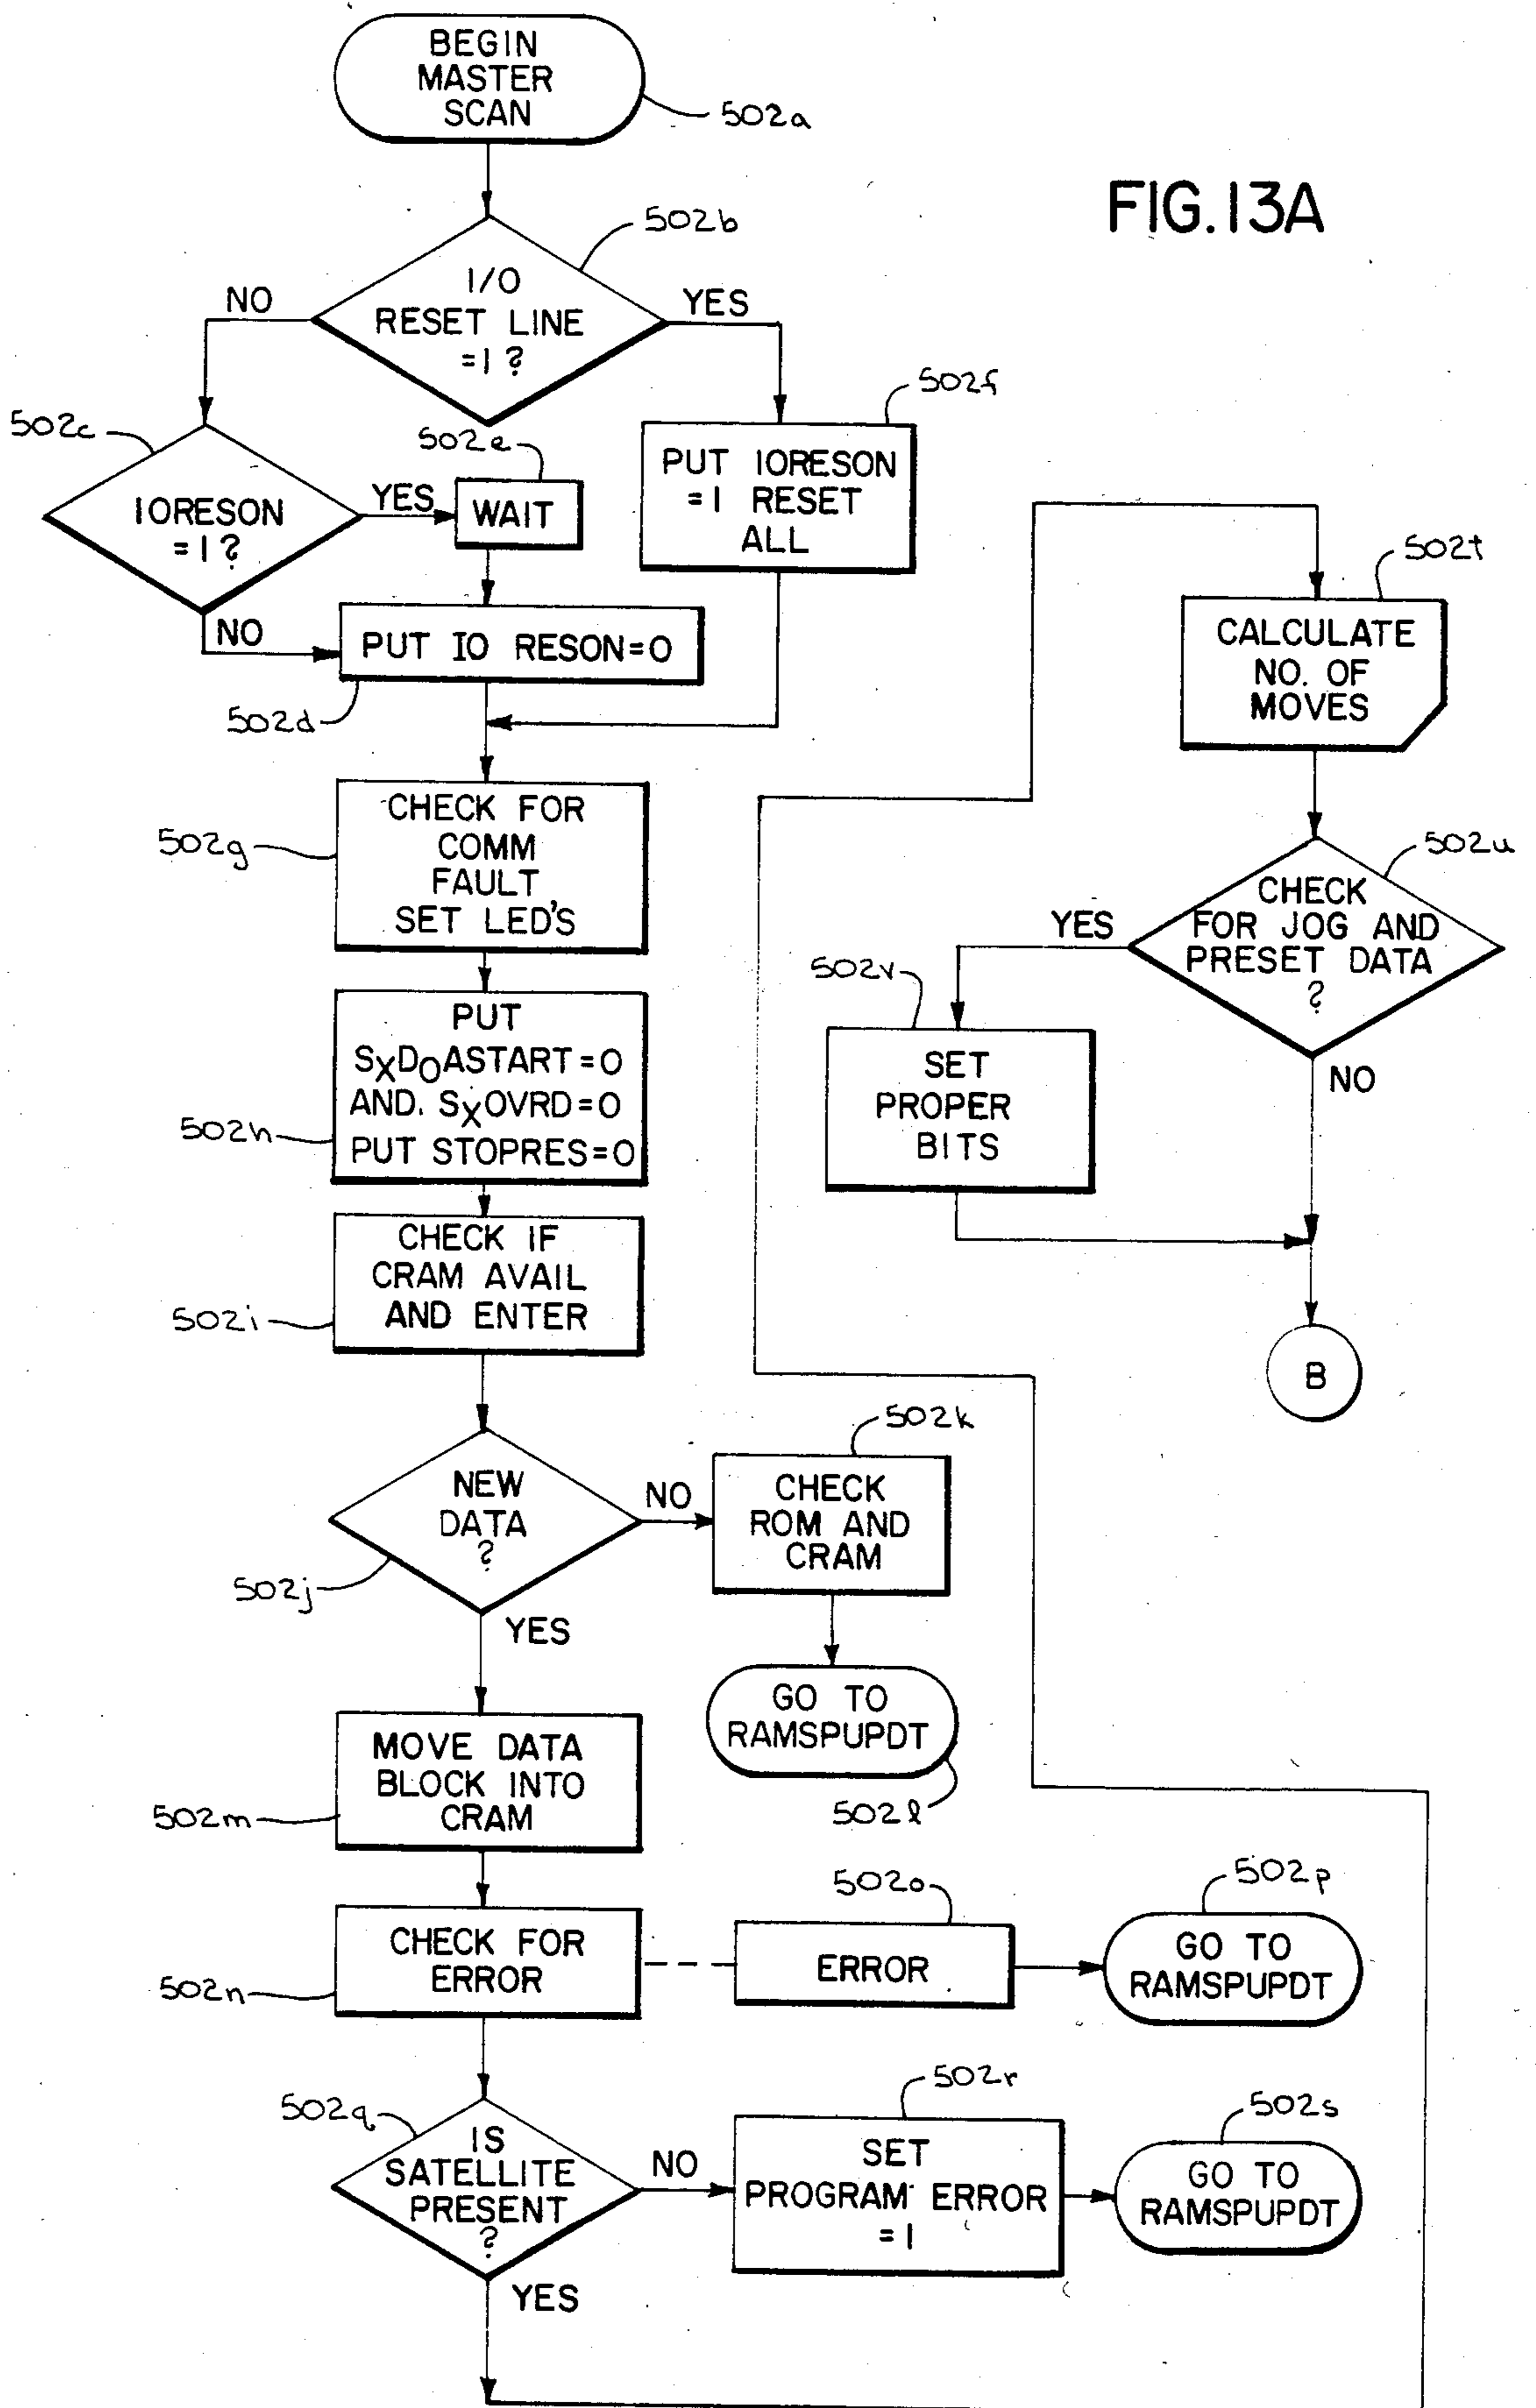 BEGIN
MASTER
SCAN
502a
FIG.13A
502b
I/O
RESET LINE
=1?
NO
YES
502c
IORESON
=1?
YES
NO
502e
WAIT
502f
PUT IORESON
=1 RESET
ALL
PUT IO RESON=0
502d
CHECK FOR
COMM
FAULT
SET LED'S
502g
PUT
SXDOASTART=0
AND. SXOVRD=0
PUT STOPRES=0
502h
CHECK IF
CRAM AVAIL
AND ENTER
502i
NEW
DATA
?
502j
NO
YES
502k
CHECK
ROM AND
CRAM
GO TO
RAMSPUPDT
502l
MOVE DATA
BLOCK INTO
CRAM
502m
CHECK FOR
ERROR
502n
502o
ERROR
502p
GO TO
RAMSPUPDT
502q
IS
SATELLITE
PRESENT
?
NO
YES
502r
SET
PROGRAM ERROR
=1
502s
GO TO
RAMSPUPDT
502t
CALCULATE
NO. OF
MOVES
502u
CHECK
FOR JOG AND
PRESET DATA
?
YES
NO
502v
SET
PROPER
BITS
B